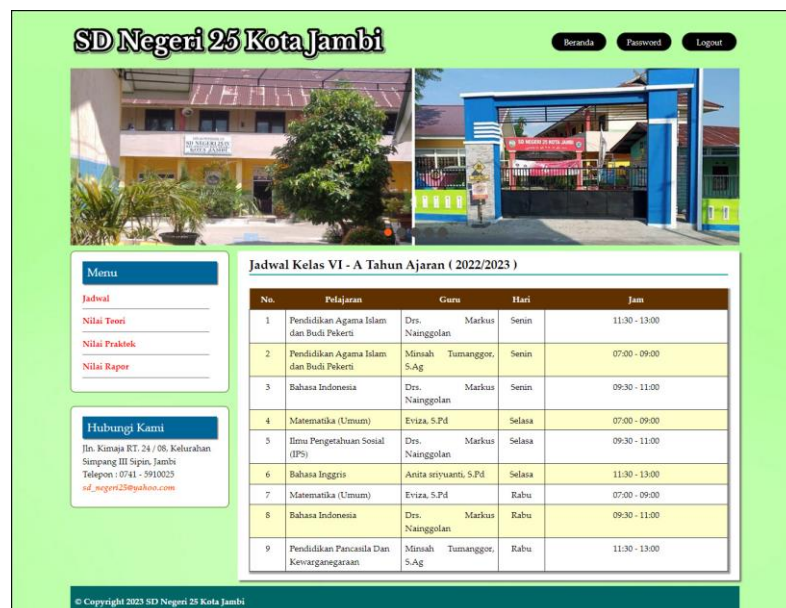 SD Negeri 25 Kota Jambi
Beranda Password Logout
SD NEGERI 25 KOTA JAMBI
Menu
Jadwal
Nilai Teori
Nilai Praktek
Nilai Rapor
Hubungi Kami
Jln. Kimaja RT. 24 / 08, Kelurahan
Simpang III Sipin, Jambi
Telepon : 0741 - 5910025
sd_negeri25@yahoo.com
Jadwal Kelas VI - A Tahun Ajaran ( 2022/2023 )
No. Pelajaran Guru Hari Jam
1 Pendidikan Agama Islam Drs. Markus Senin 11:30 - 13:00
dan Budi Pekerti Nainggolan
2 Pendidikan Agama Islam Minsah Tumanggor, Senin 07:00 - 09:00
dan Budi Pekerti S.Ag
3 Bahasa Indonesia Drs. Markus Senin 09:30 - 11:00
Nainggolan
4 Matematika (Umum) Eviza, S.Pd Selasa 07:00 - 09:00
5 Ilmu Pengetahuan Sosial Drs. Markus Selasa 09:30 - 11:00
(IPS) Nainggolan
6 Bahasa Inggris Anita sriyuanti, S.Pd Selasa 11:30 - 13:00
7 Matematika (Umum) Eviza, S.Pd Rabu 07:00 - 09:00
8 Bahasa Indonesia Drs. Markus Rabu 09:30 - 11:00
Nainggolan
9 Pendidikan Pancasila Dan Minsah Tumanggor, Rabu 11:30 - 13:00
Kewarganegaraan S.Ag
© Copyright 2023 SD Negeri 25 Kota Jambi